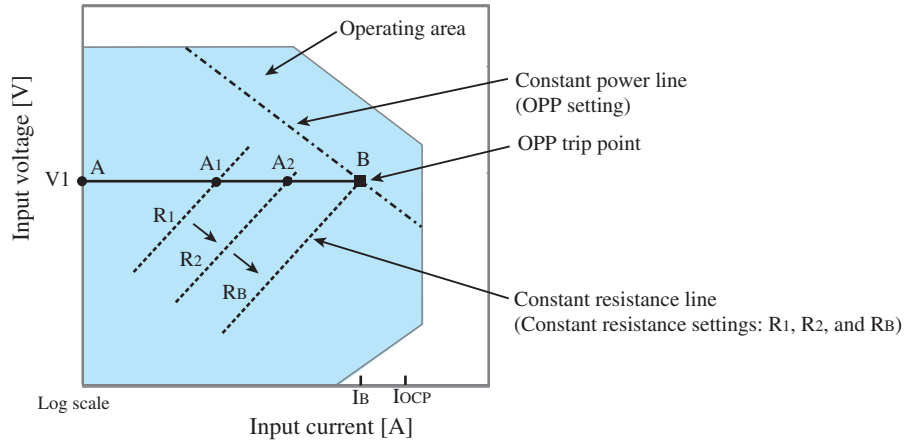 Operating area
Constant power line
(OPP setting)
OPP trip point
Input voltage [V]
V1
A
A1
A2
B
R1
R2
RB
Constant resistance line
(Constant resistance settings: R1, R2, and RB)
IB
IOCP
Log scale
Input current [A]